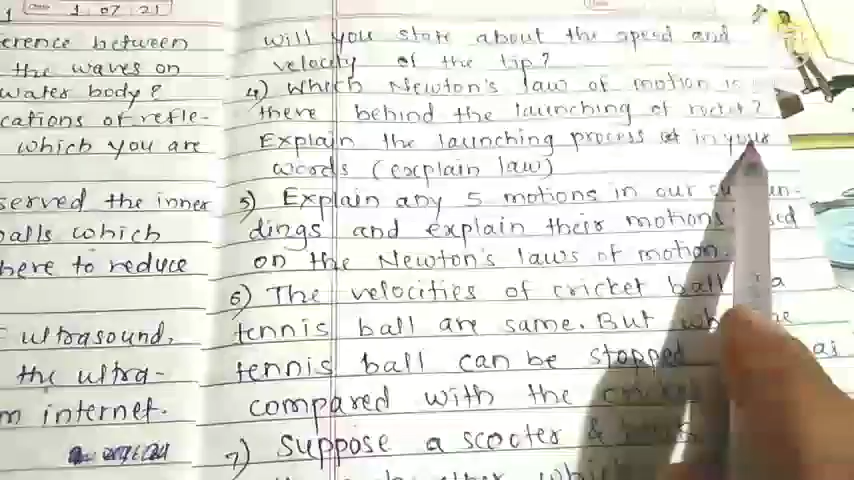 1 . 07 . 21
erence between
the waves on
water body?
cations of refle-
which you are
served the inner
balls which
here to reduce
ultrasound,
the ultra-
m internet.
will you state about the speed and
velocity of the tip?
4) Which Newton's law of motion is
there behind the launching of rocket?
Explain the launching process in your
words (explain law)
5) Explain any 5 motions in our
dings and explain their motions
on the Newton's laws of motion.
6) The velocities of cricket ball
tennis ball are same. But
tennis ball can be stopped
compared with the
7) Suppose a scooter &